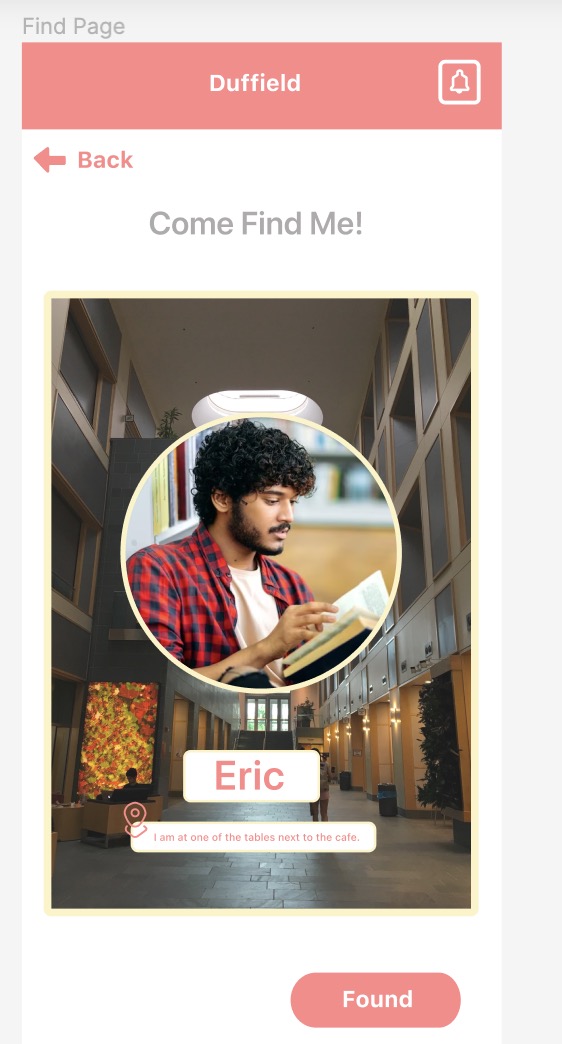 Find Page
Duffield
Back
Come Find Me!
Eric
I am at one of the tables next to the cafe.
Found